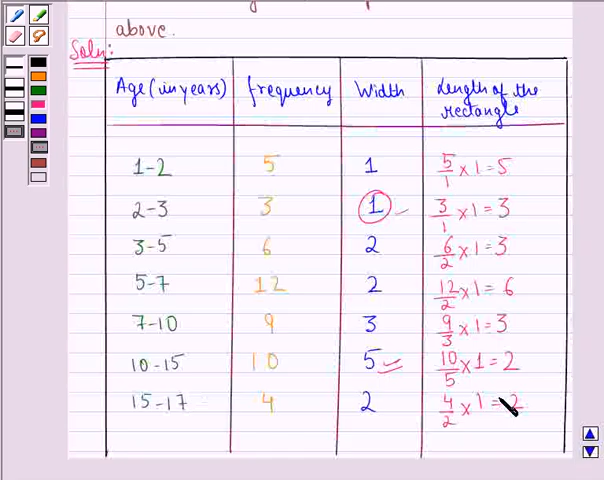 above.
Soln:
Age (in years) frequency Width Length of the rectangle
1-2 5 1 5/1 × 1 = 5
2-3 3 1 3/1 × 1 = 3
3-5 6 2 6/2 × 1 = 3
5-7 12 2 12/2 × 1 = 6
7-10 9 3 9/3 × 1 = 3
10-15 10 5 10/5 × 1 = 2
15-17 4 2 4/2 × 1 = 2